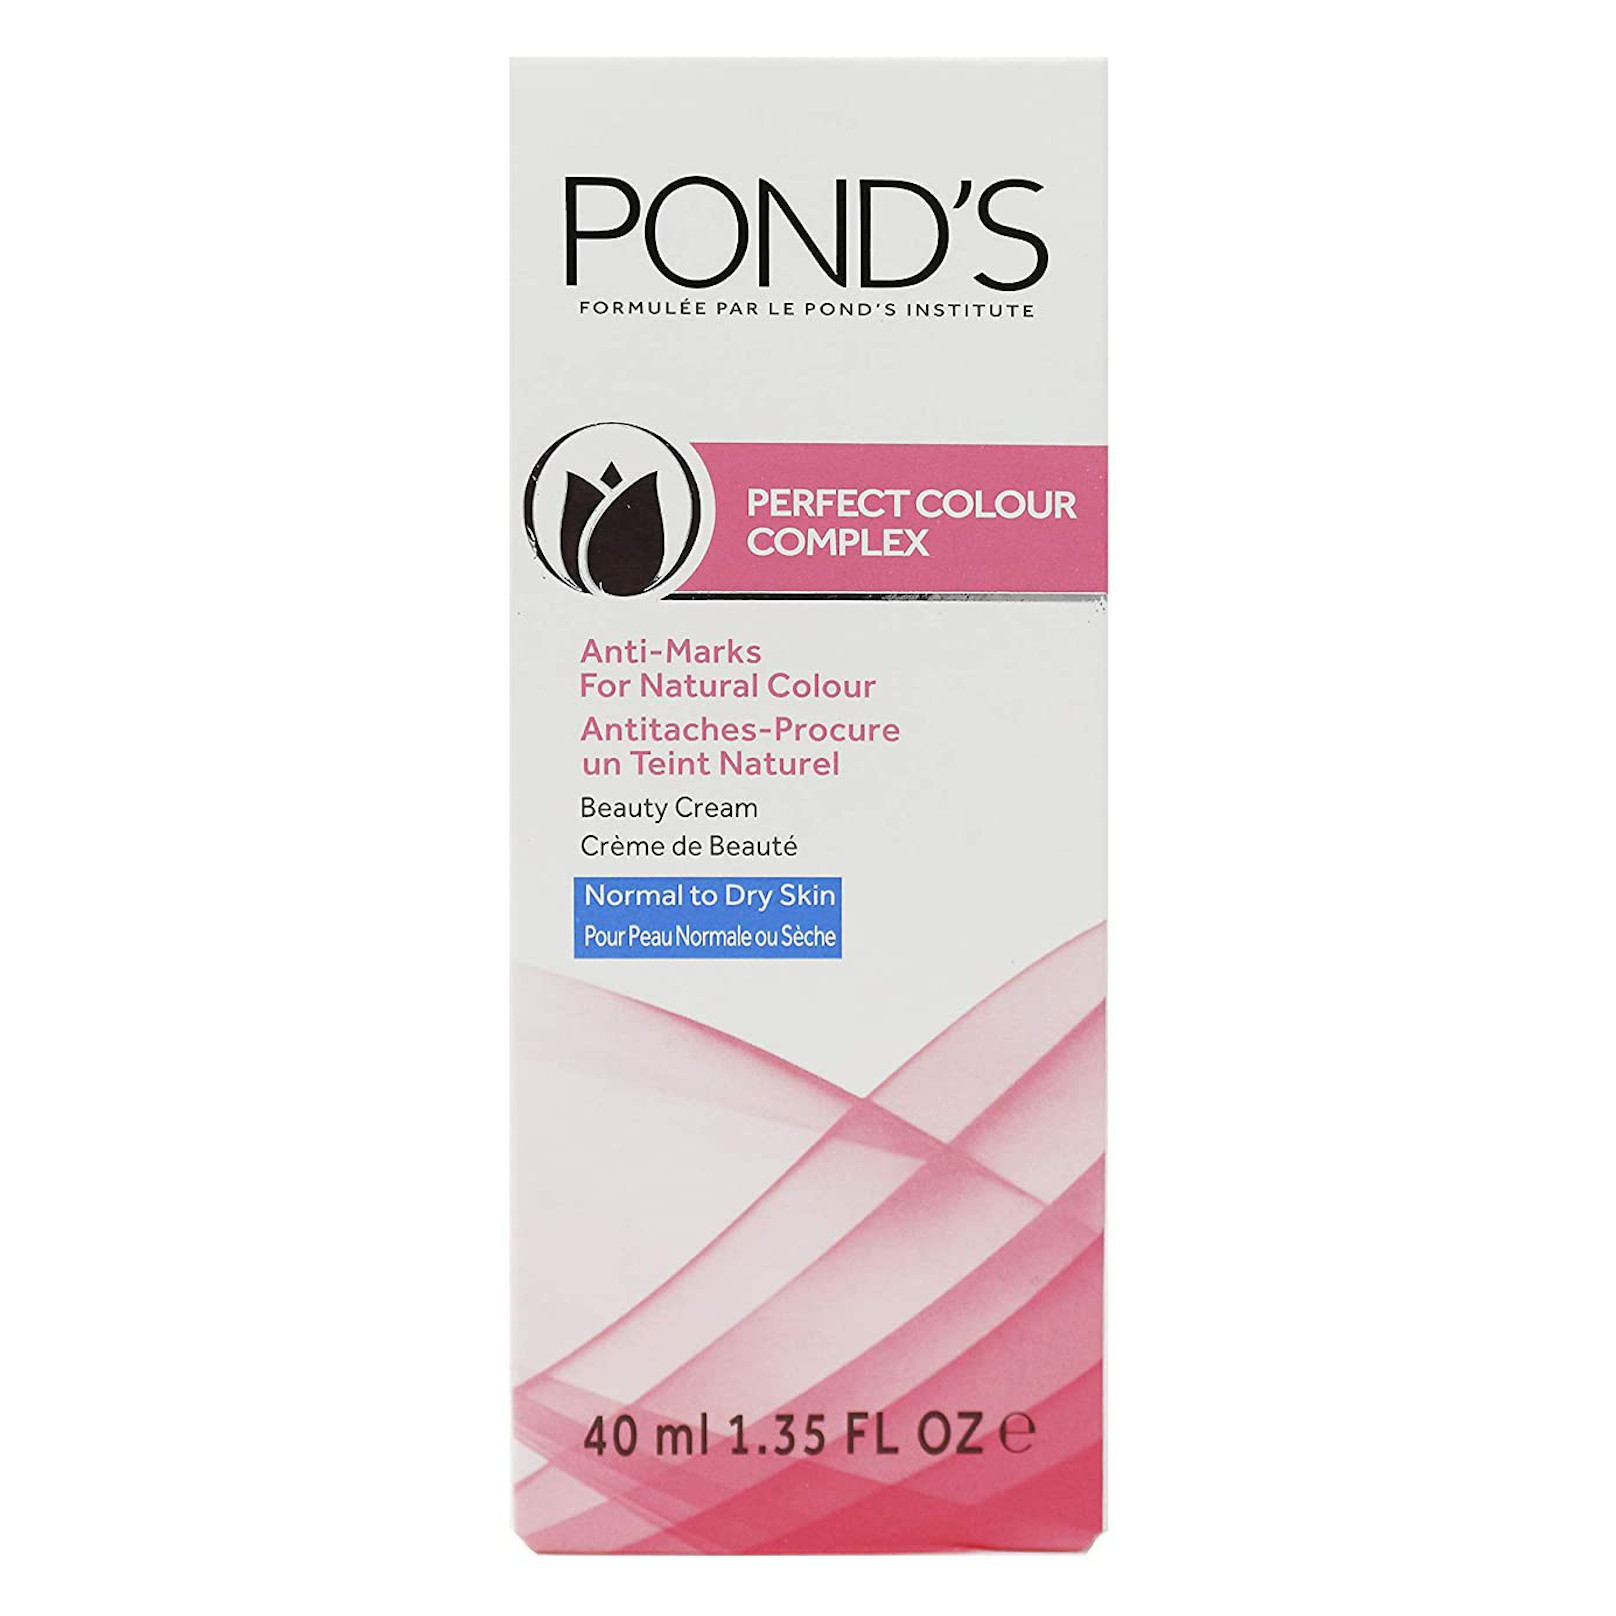 POND'S
FORMULÉE PAR LE POND'S INSTITUTE
PERFECT COLOUR
COMPLEX
Anti-Marks
For Natural Colour
Antitaches-Procure
un Teint Naturel
Beauty Cream
Crème de Beauté
Normal to Dry Skin
Pour Peau Normale ou Sèche
40 ml 1.35 FL OZ ℮